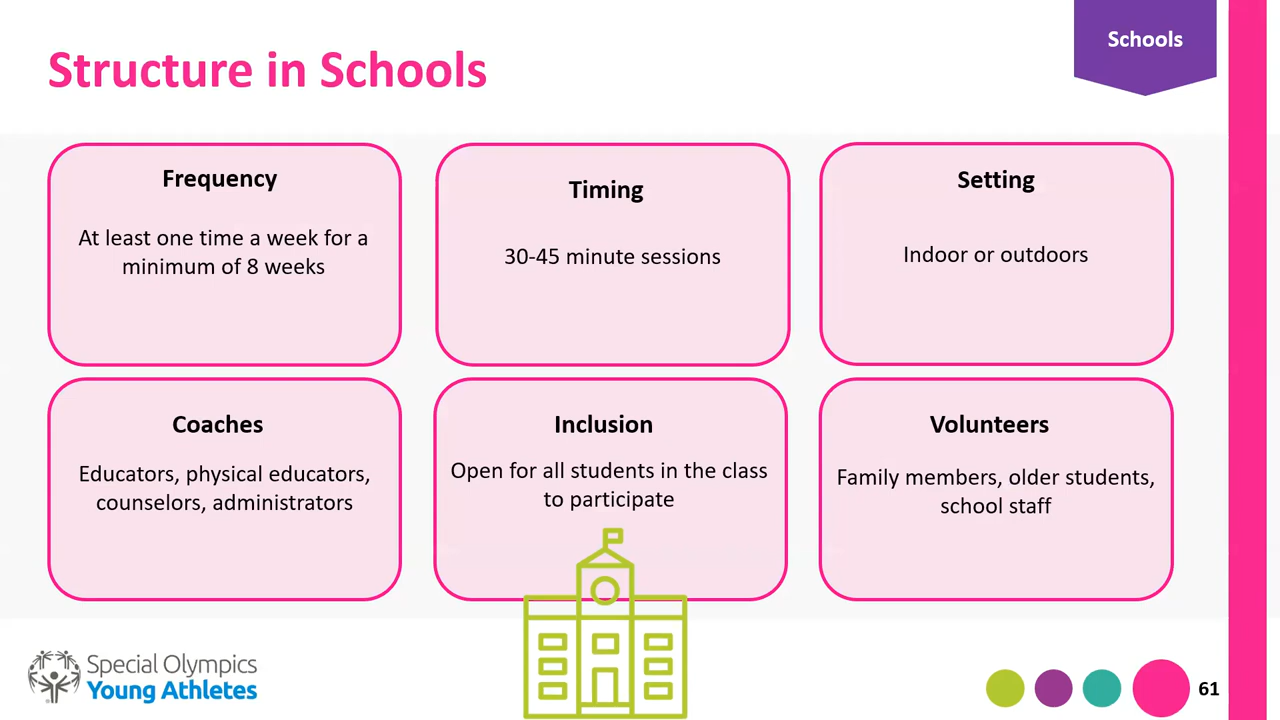 Schools
Structure in Schools
Frequency
At least one time a week for a
minimum of 8 weeks
Timing
30-45 minute sessions
Setting
Indoor or outdoors
Coaches
Educators, physical educators,
counselors, administrators
Inclusion
Open for all students in the class
to participate
Volunteers
Family members, older students,
school staff
Special Olympics
Young Athletes
61